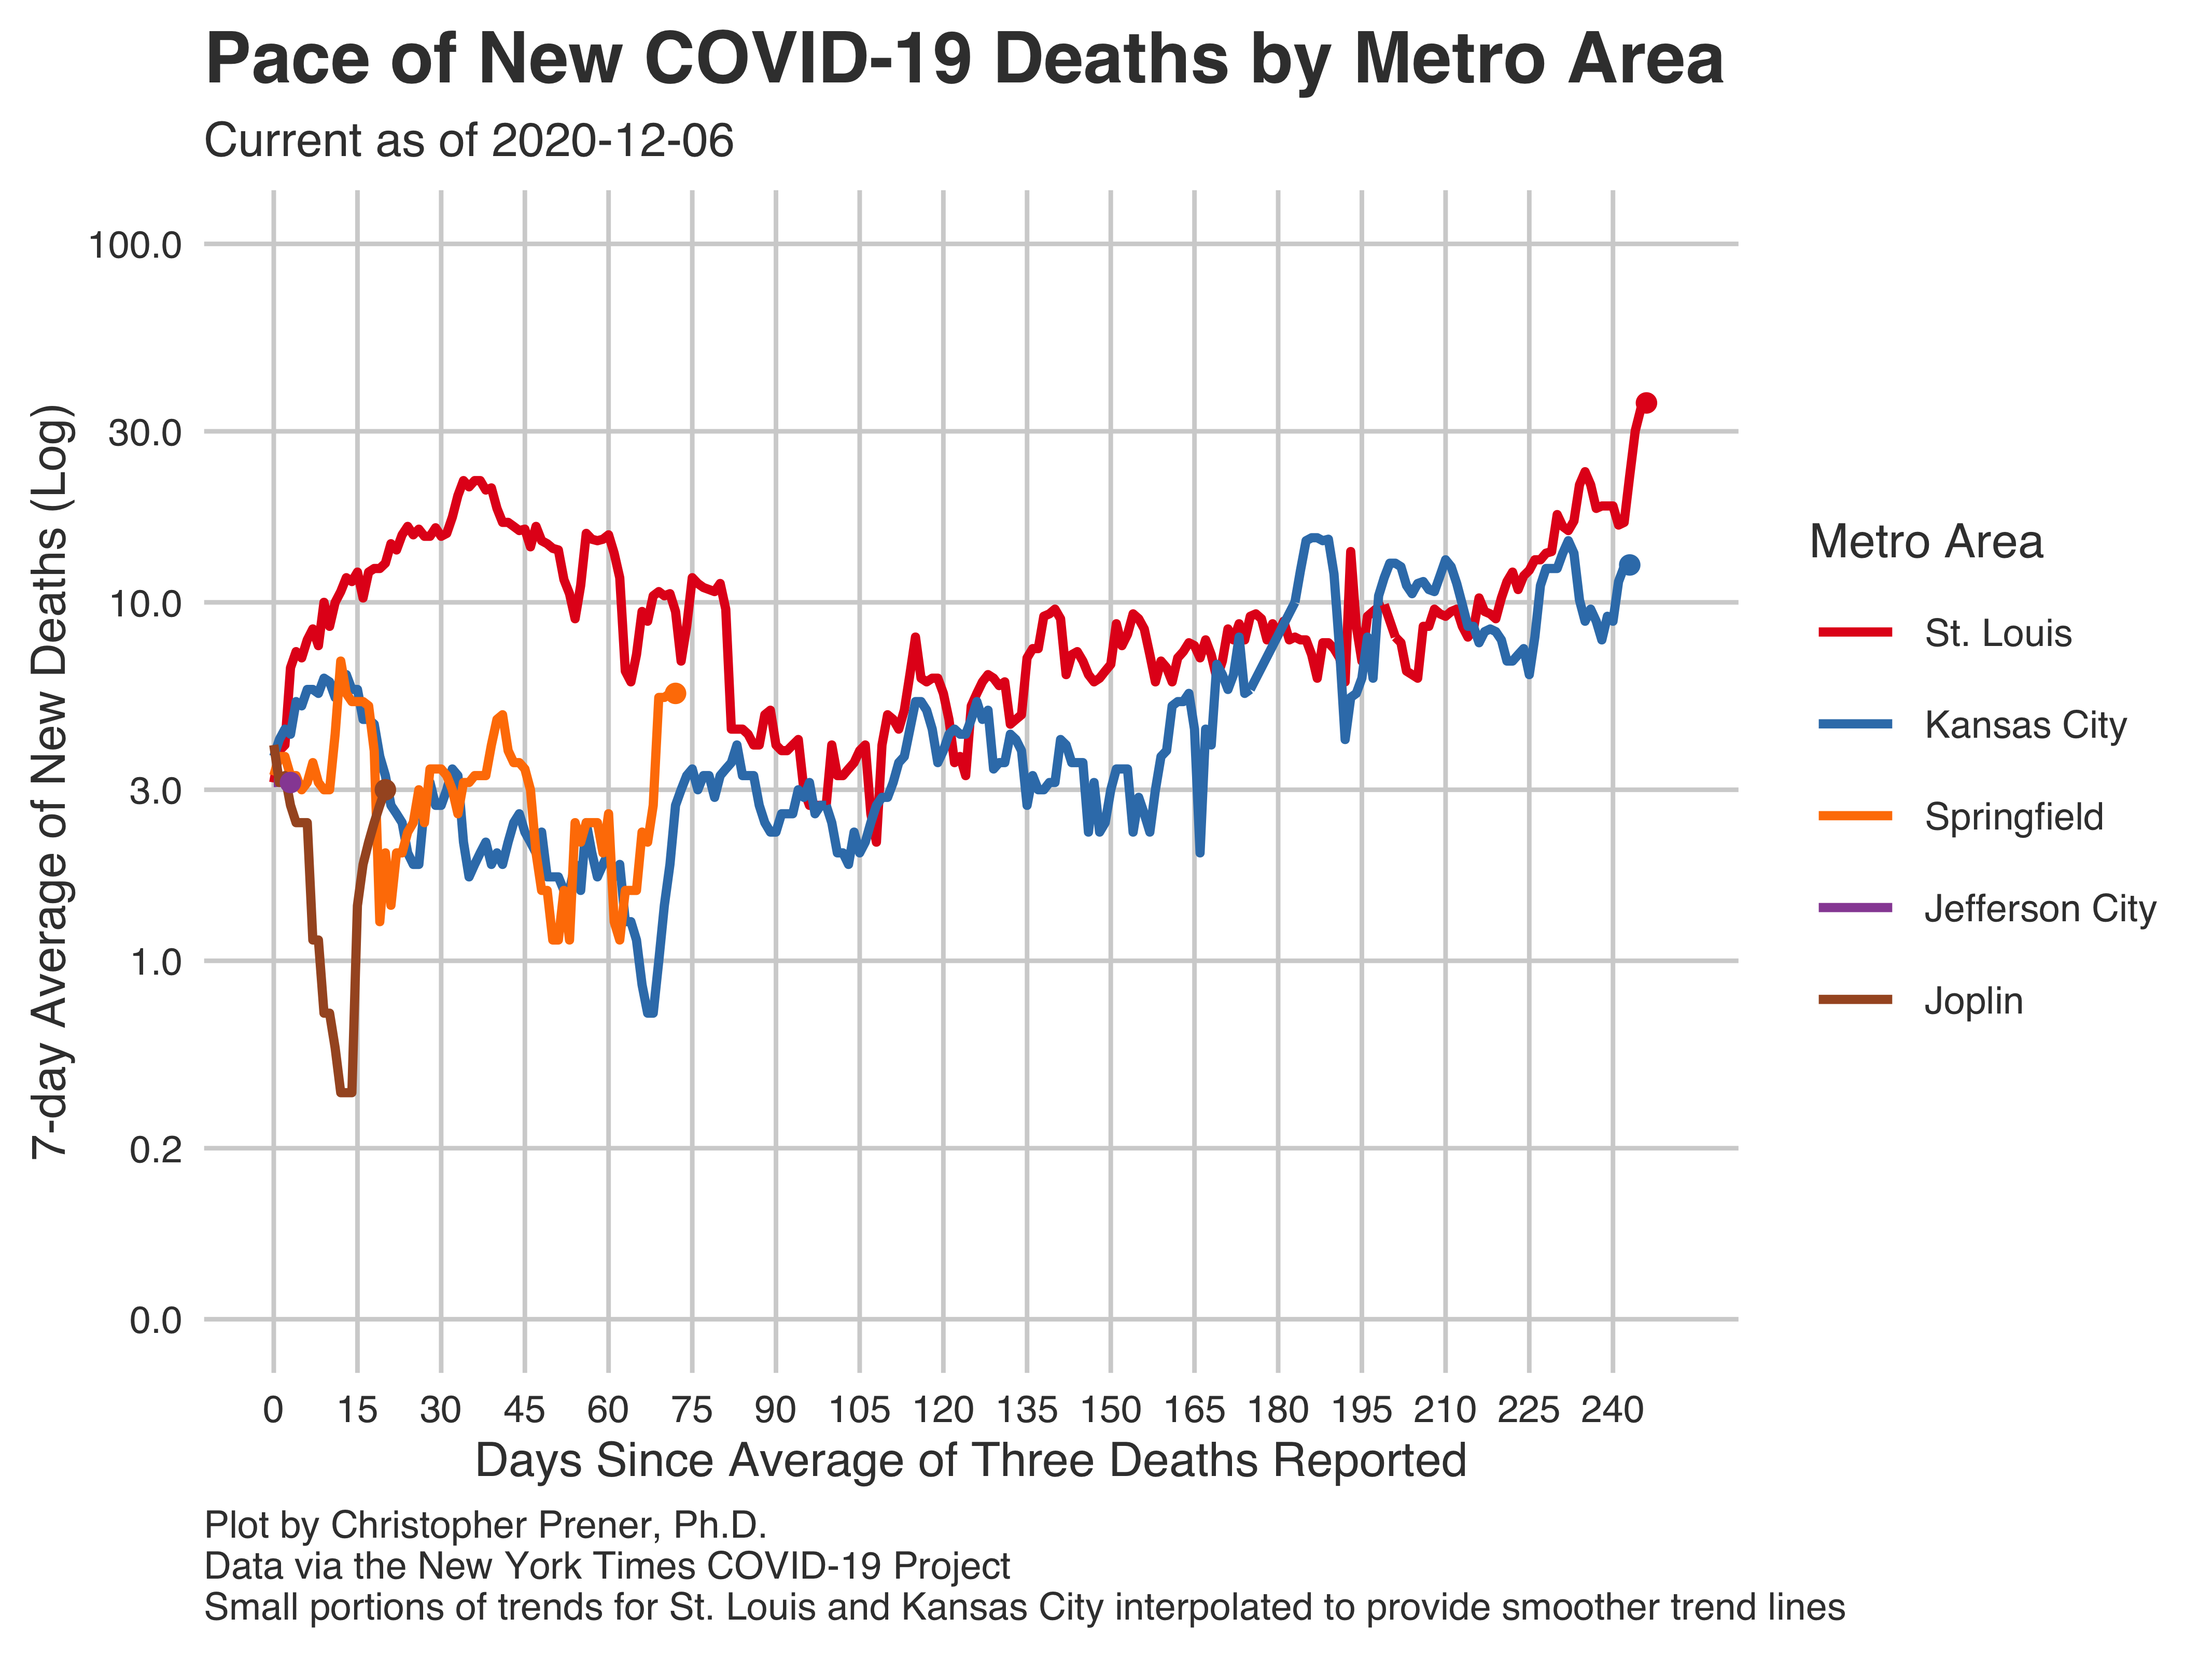 Pace of New COVID-19 Deaths by Metro Area
Current as of 2020-12-06
7-day Average of New Deaths (Log)
100.0
30.0
10.0
3.0
1.0
0.2
0.0
0 15 30 45 60 75 90 105 120 135 150 165 180 195 210 225 240
Days Since Average of Three Deaths Reported
Metro Area
St. Louis
Kansas City
Springfield
Jefferson City
Joplin
Plot by Christopher Prener, Ph.D.
Data via the New York Times COVID-19 Project
Small portions of trends for St. Louis and Kansas City interpolated to provide smoother trend lines